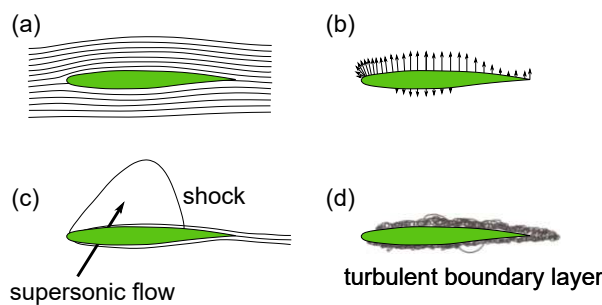 (a)
(b)
(c)
shock
supersonic flow
(d)
turbulent boundary layer